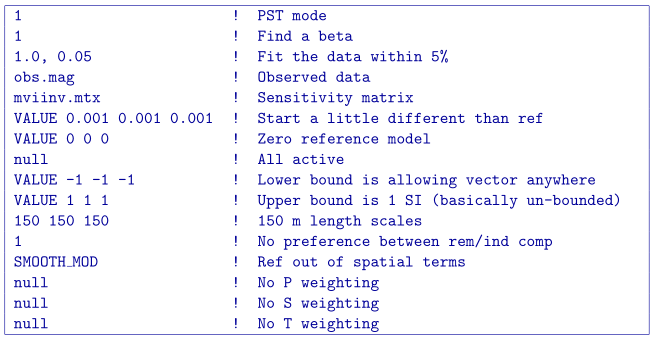 1 ! PST mode
1 ! Find a beta
1.0, 0.05 ! Fit the data within 5%
obs.mag ! Observed data
mviinv.mtx ! Sensitivity matrix
VALUE 0.001 0.001 0.001 ! Start a little different than ref
VALUE 0 0 0 ! Zero reference model
null ! All active
VALUE -1 -1 -1 ! Lower bound is allowing vector anywhere
VALUE 1 1 1 ! Upper bound is 1 SI (basically un-bounded)
150 150 150 ! 150 m length scales
1 ! No preference between rem/ind comp
SMOOTH_MOD ! Ref out of spatial terms
null ! No P weighting
null ! No S weighting
null ! No T weighting